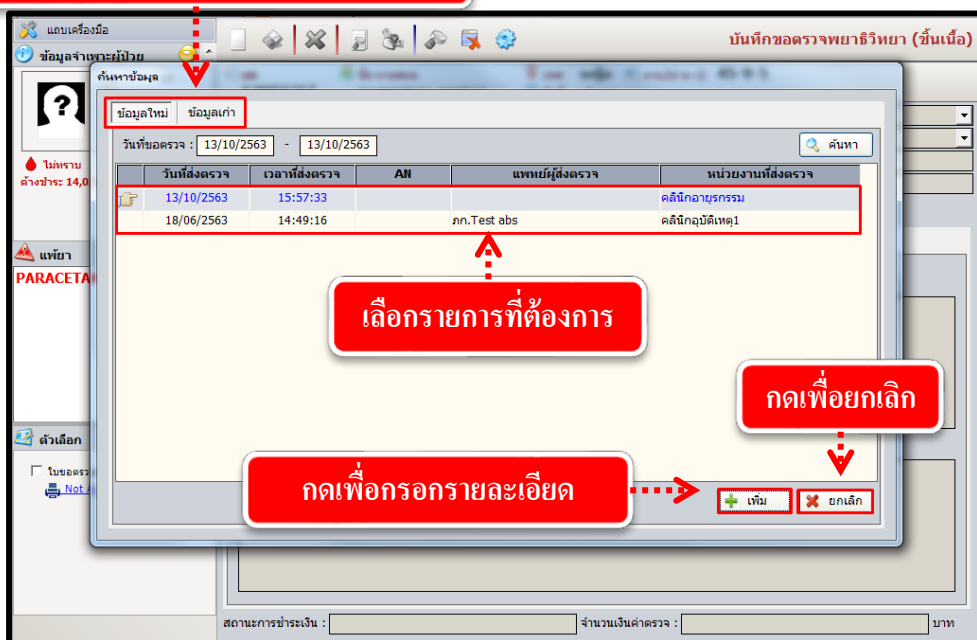 แถบเครื่องมือ
บันทึกขอตรวจพยาธิวิทยา (ชิ้นเนื้อ)
ข้อมูลจำเพาะผู้ป่วย
ค้นหาข้อมูล
ข้อมูลใหม่ ข้อมูลเก่า
วันที่ขอตรวจ : 13/10/2563 - 13/10/2563 ค้นหา
ไม่ทราบ
ค้างชำระ: 14,0
วันที่ส่งตรวจ เวลาที่ส่งตรวจ AN แพทย์ผู้ส่งตรวจ หน่วยงานที่ส่งตรวจ
13/10/2563 15:57:33 คลินิกอายุรกรรม
18/06/2563 14:49:16 ภก.Test abs คลินิกอุบัติเหตุ1
แพ้ยา
PARACETA
เลือกรายการที่ต้องการ
กดเพื่อยกเลิก
ตัวเลือก
ใบขอตรว
Not
กดเพื่อกรอกรายละเอียด
เพิ่ม ยกเลิก
สถานะการชำระเงิน : จำนวนเงินค่าตรวจ : บาท